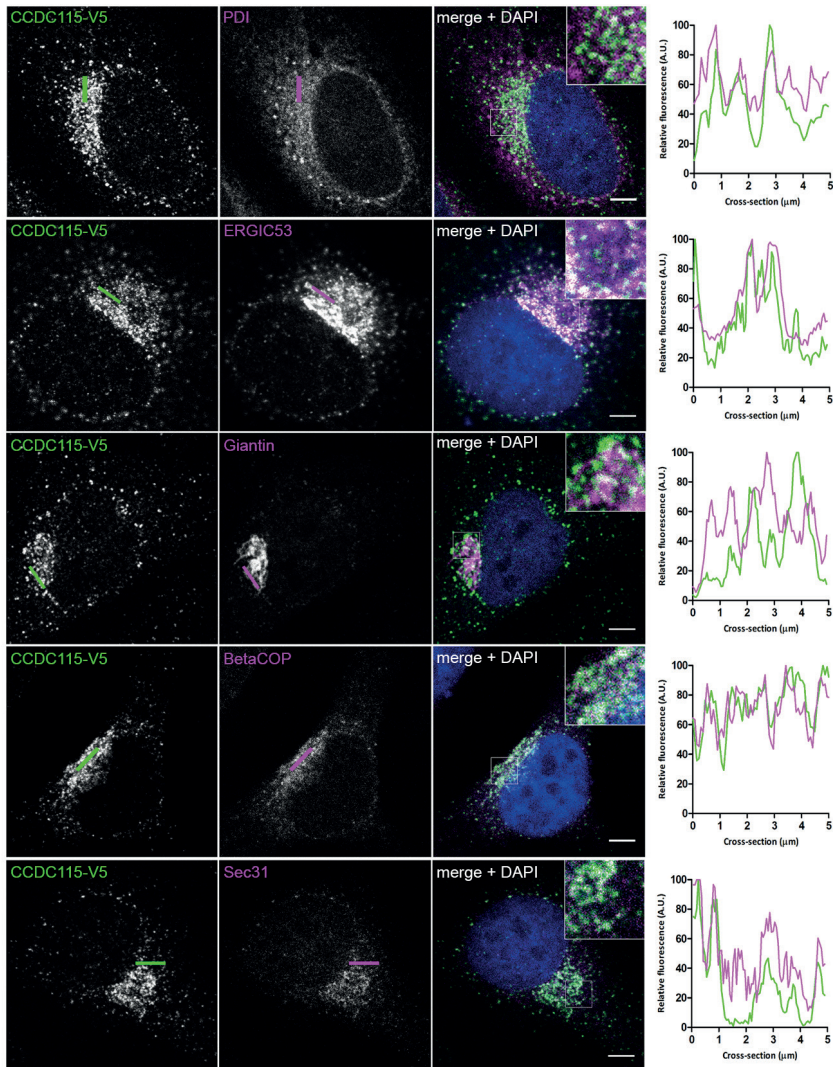 CCDC115-V5 PDI merge + DAPI
Relative fluorescence (A.U.)
100
80
60
40
20
0
0 1 2 3 4 5
Cross-section (μm)
CCDC115-V5 ERGIC53 merge + DAPI
Relative fluorescence (A.U.)
100
80
60
40
20
0
0 1 2 3 4 5
Cross-section (μm)
CCDC115-V5 Giantin merge + DAPI
Relative fluorescence (A.U.)
100
80
60
40
20
0
0 1 2 3 4 5
Cross-section (μm)
CCDC115-V5 BetaCOP merge + DAPI
Relative fluorescence (A.U.)
100
80
60
40
20
0
0 1 2 3 4 5
Cross-section (μm)
CCDC115-V5 Sec31 merge + DAPI
Relative fluorescence (A.U.)
100
80
60
40
20
0
0 1 2 3 4 5
Cross-section (μm)